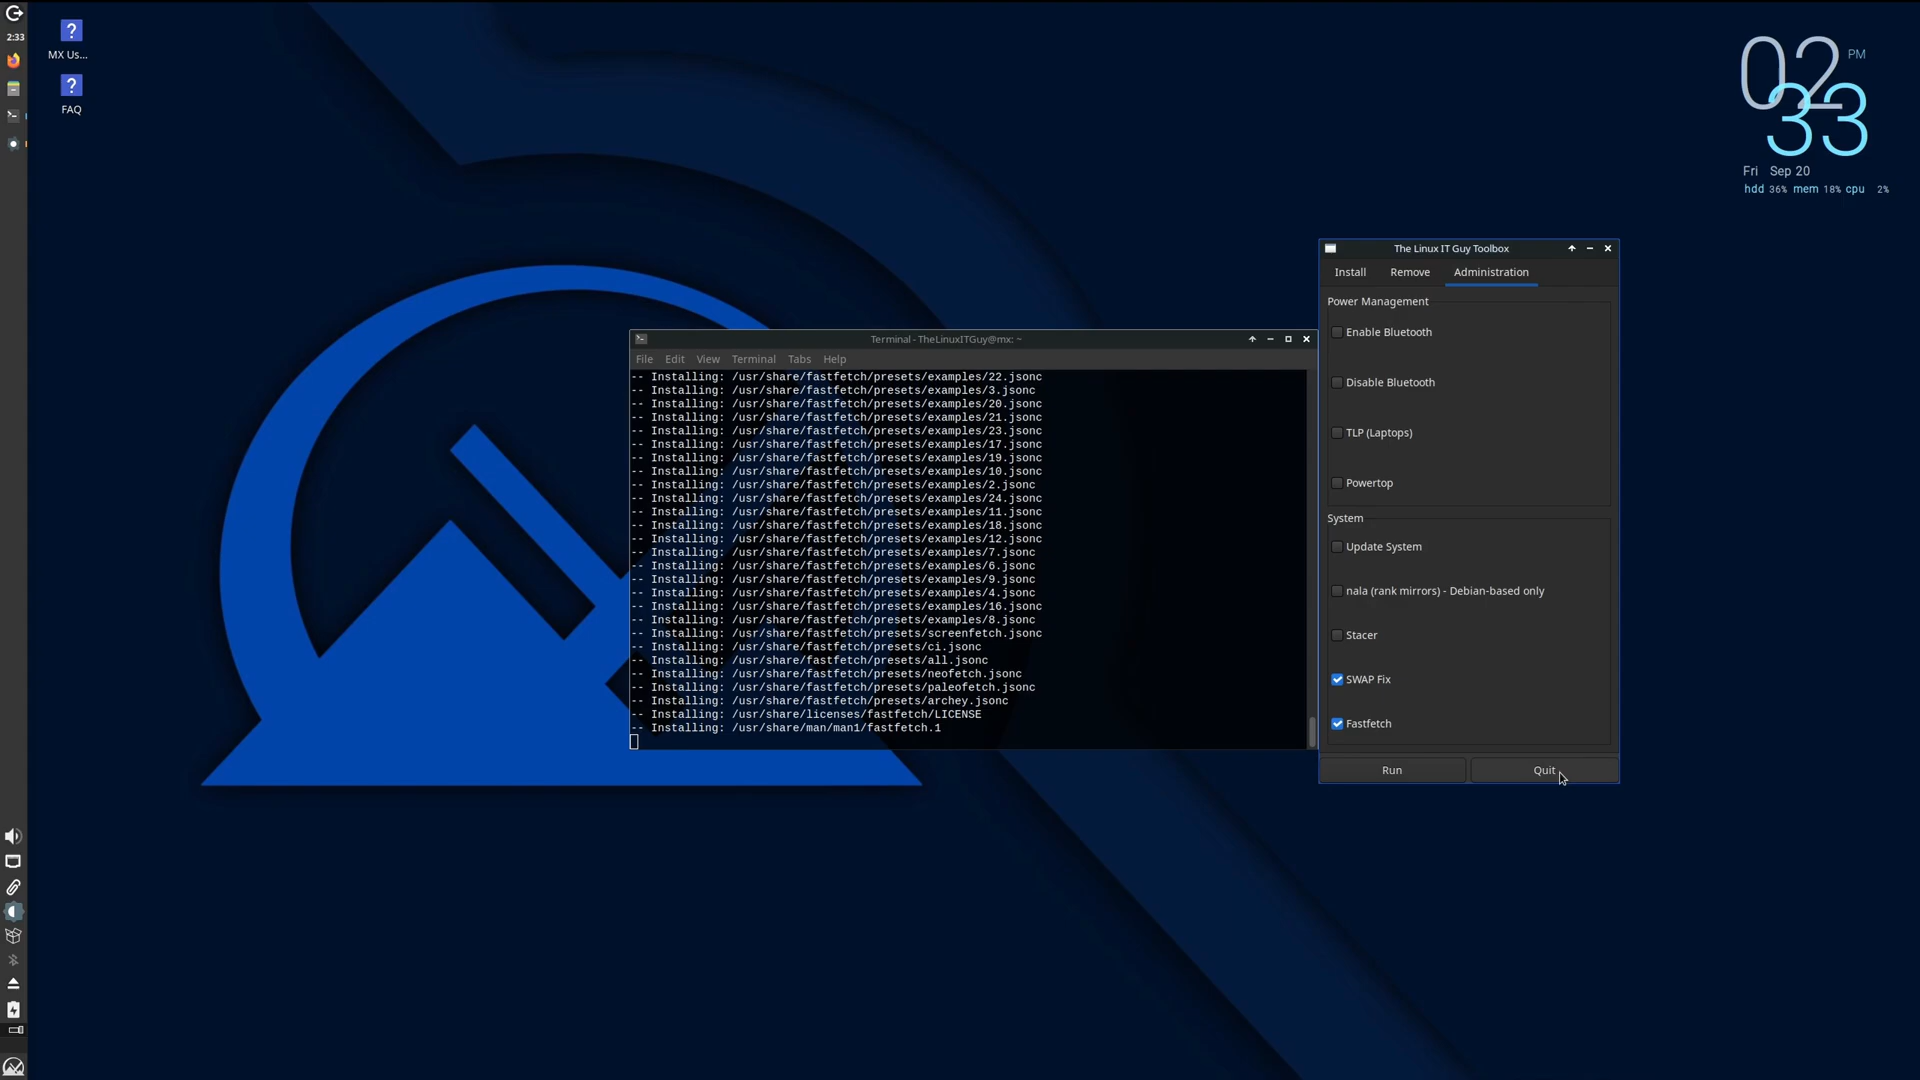 2:33
MX Us...
FAQ
02 PM
33
Fri Sep 20
hdd 36% mem 18% cpu 2%
Terminal - TheLinuxITGuy@mx: ~
File Edit View Terminal Tabs Help
-- Installing: /usr/share/fastfetch/presets/examples/22.jsonc
-- Installing: /usr/share/fastfetch/presets/examples/3.jsonc
-- Installing: /usr/share/fastfetch/presets/examples/20.jsonc
-- Installing: /usr/share/fastfetch/presets/examples/21.jsonc
-- Installing: /usr/share/fastfetch/presets/examples/23.jsonc
-- Installing: /usr/share/fastfetch/presets/examples/17.jsonc
-- Installing: /usr/share/fastfetch/presets/examples/19.jsonc
-- Installing: /usr/share/fastfetch/presets/examples/10.jsonc
-- Installing: /usr/share/fastfetch/presets/examples/2.jsonc
-- Installing: /usr/share/fastfetch/presets/examples/24.jsonc
-- Installing: /usr/share/fastfetch/presets/examples/11.jsonc
-- Installing: /usr/share/fastfetch/presets/examples/18.jsonc
-- Installing: /usr/share/fastfetch/presets/examples/12.jsonc
-- Installing: /usr/share/fastfetch/presets/examples/7.jsonc
-- Installing: /usr/share/fastfetch/presets/examples/6.jsonc
-- Installing: /usr/share/fastfetch/presets/examples/9.jsonc
-- Installing: /usr/share/fastfetch/presets/examples/4.jsonc
-- Installing: /usr/share/fastfetch/presets/examples/16.jsonc
-- Installing: /usr/share/fastfetch/presets/examples/8.jsonc
-- Installing: /usr/share/fastfetch/presets/screenfetch.jsonc
-- Installing: /usr/share/fastfetch/presets/ci.jsonc
-- Installing: /usr/share/fastfetch/presets/all.jsonc
-- Installing: /usr/share/fastfetch/presets/neofetch.jsonc
-- Installing: /usr/share/fastfetch/presets/paleofetch.jsonc
-- Installing: /usr/share/fastfetch/presets/archey.jsonc
-- Installing: /usr/share/licenses/fastfetch/LICENSE
-- Installing: /usr/share/man/man1/fastfetch.1
The Linux IT Guy Toolbox
Install Remove Administration
Power Management
Enable Bluetooth
Disable Bluetooth
TLP (Laptops)
Powertop
System
Update System
nala (rank mirrors) - Debian-based only
Stacer
SWAP Fix
Fastfetch
Run Quit